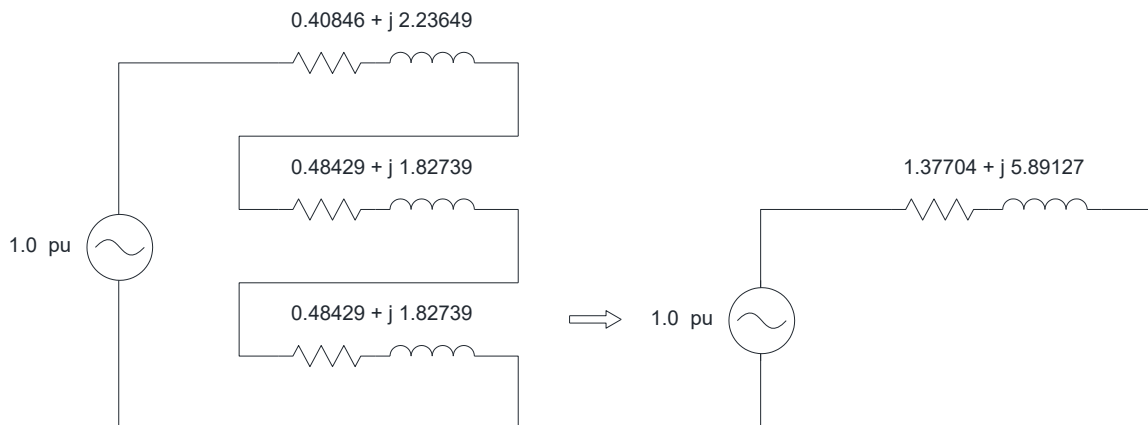 0.40846 + j 2.23649
0.48429 + j 1.82739
1.37704 + j 5.89127
1.0 pu
0.48429 + j 1.82739
1.0 pu